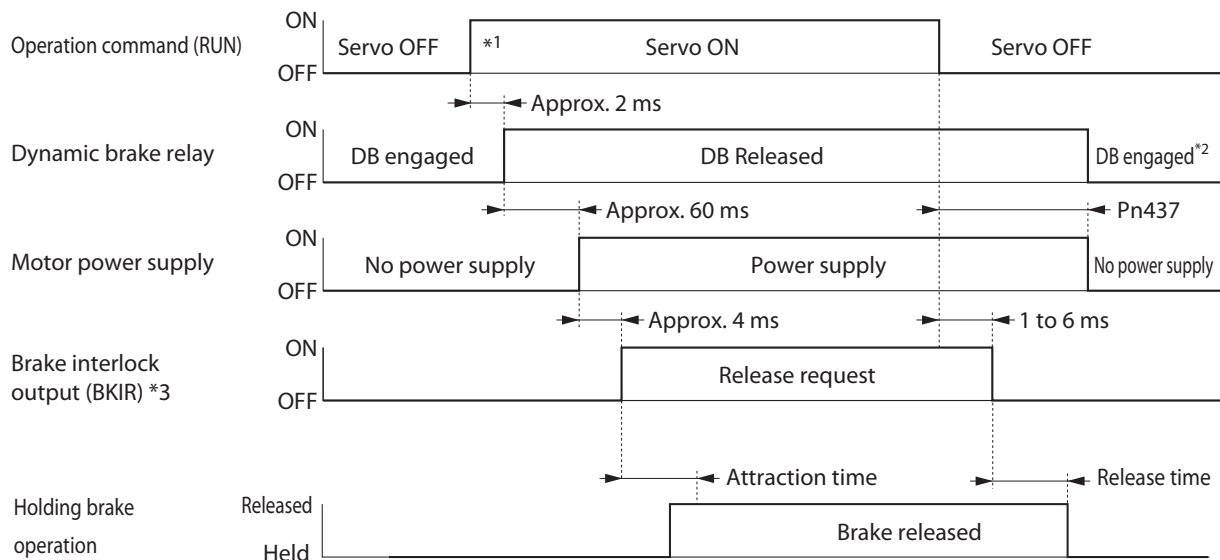 Operation command (RUN)
ON
OFF
Servo OFF
*1
Servo ON
Servo OFF
Approx. 2 ms
Dynamic brake relay
ON
OFF
DB engaged
DB Released
DB engaged*2
Approx. 60 ms
Pn437
Motor power supply
ON
OFF
No power supply
Power supply
No power supply
Approx. 4 ms
1 to 6 ms
Brake interlock
output (BKIR) *3
ON
OFF
Release request
Attraction time
Release time
Holding brake
operation
Released
Held
Brake released